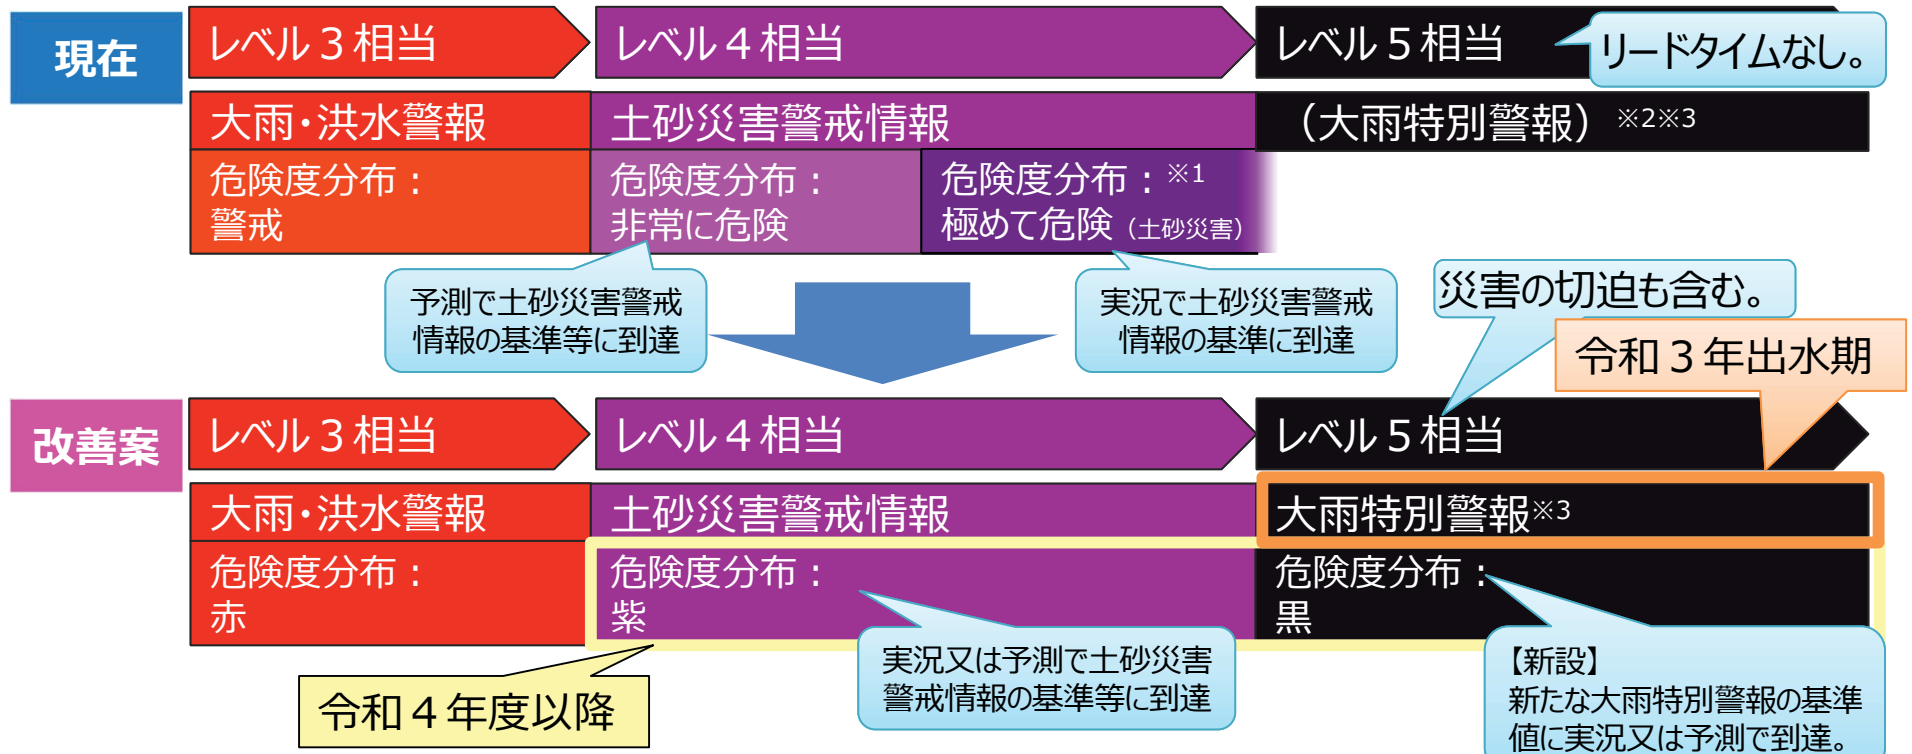 現在
レベル３相当
レベル４相当
レベル５相当
リードタイムなし。
大雨・洪水警報
土砂災害警戒情報
（大雨特別警報）※2※3
危険度分布：
警戒
危険度分布：
非常に危険
危険度分布：※1
極めて危険（土砂災害）
予測で土砂災害警戒
情報の基準等に到達
実況で土砂災害警戒
情報の基準に到達
災害の切迫も含む。
令和３年出水期
改善案
レベル３相当
レベル４相当
レベル５相当
大雨・洪水警報
土砂災害警戒情報
大雨特別警報※3
危険度分布：
赤
危険度分布：
紫
危険度分布：
黒
実況又は予測で土砂災害
警戒情報の基準等に到達
【新設】
新たな大雨特別警報の基準
値に実況又は予測で到達。
令和４年度以降